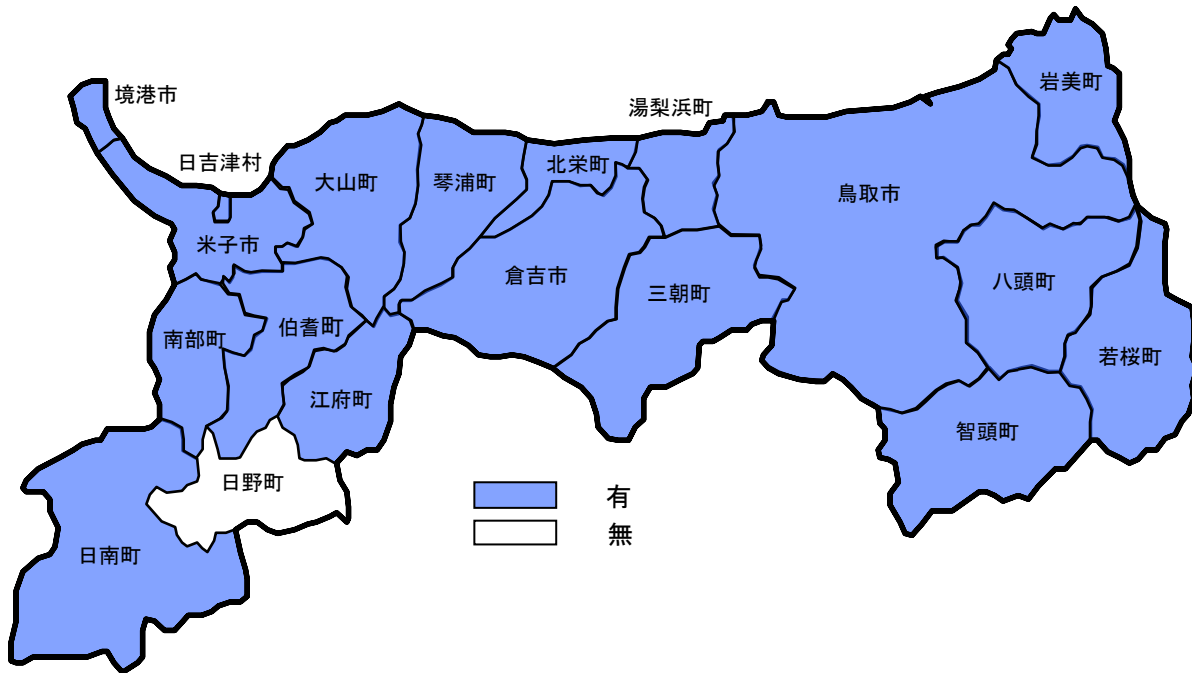 岩美町
境港市
湯梨浜町
日吉津村
北栄町
大山町
琴浦町
鳥取市
米子市
倉吉市
八頭町
三朝町
伯耆町
南部町
若桜町
江府町
智頭町
日野町
有
無
日南町